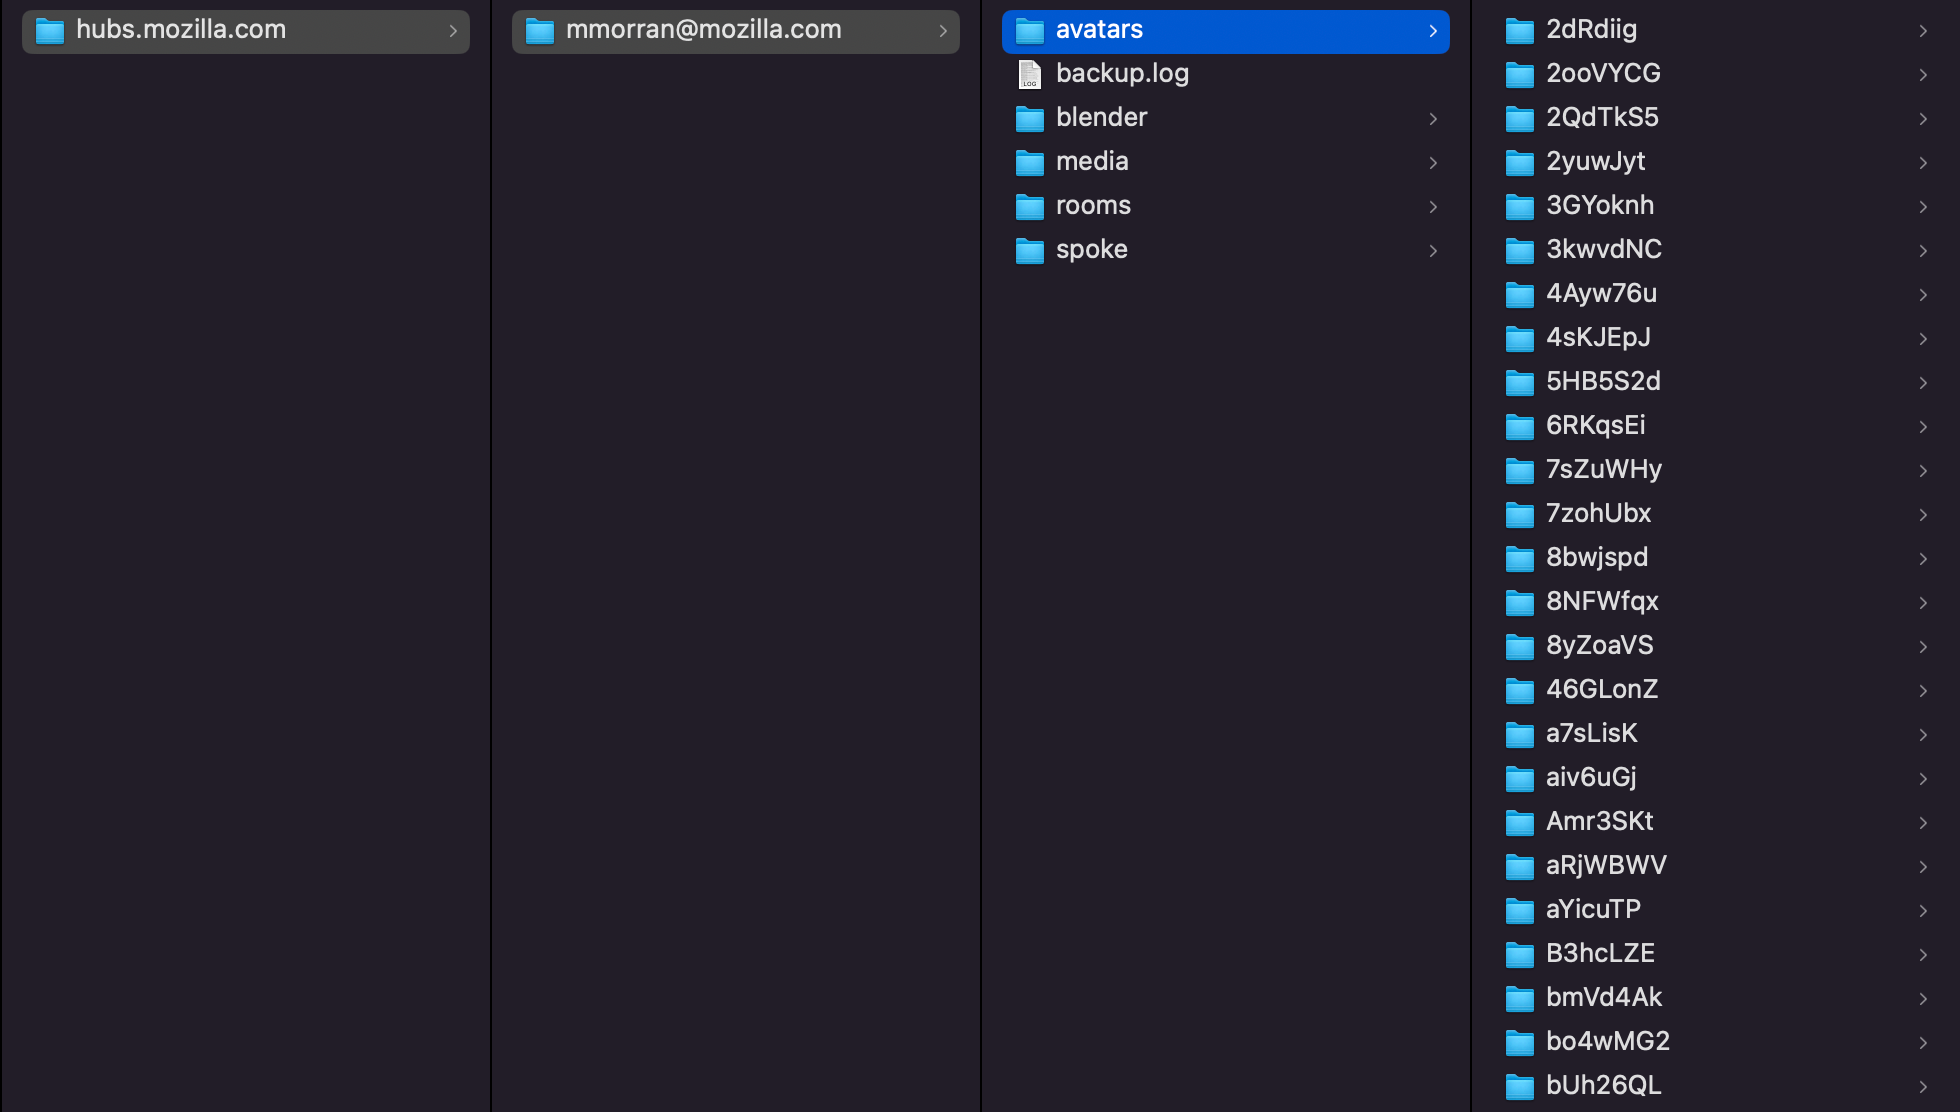 hubs.mozilla.com
mmorran@mozilla.com
avatars
LOG
backup.log
blender
media
rooms
spoke
2dRdiig
2ooVYCG
2QdTkS5
2yuwJyt
3GYoknh
3kwvdNC
4Ayw76u
4sKJEpJ
5HB5S2d
6RKqsEi
7sZuWHy
7zohUbx
8bwjspd
8NFWfqx
8yZoaVS
46GLonZ
a7sLisK
aiv6uGj
Amr3SKt
aRjWBWV
aYicuTP
B3hcLZE
bmVd4Ak
bo4wMG2
bUh26QL